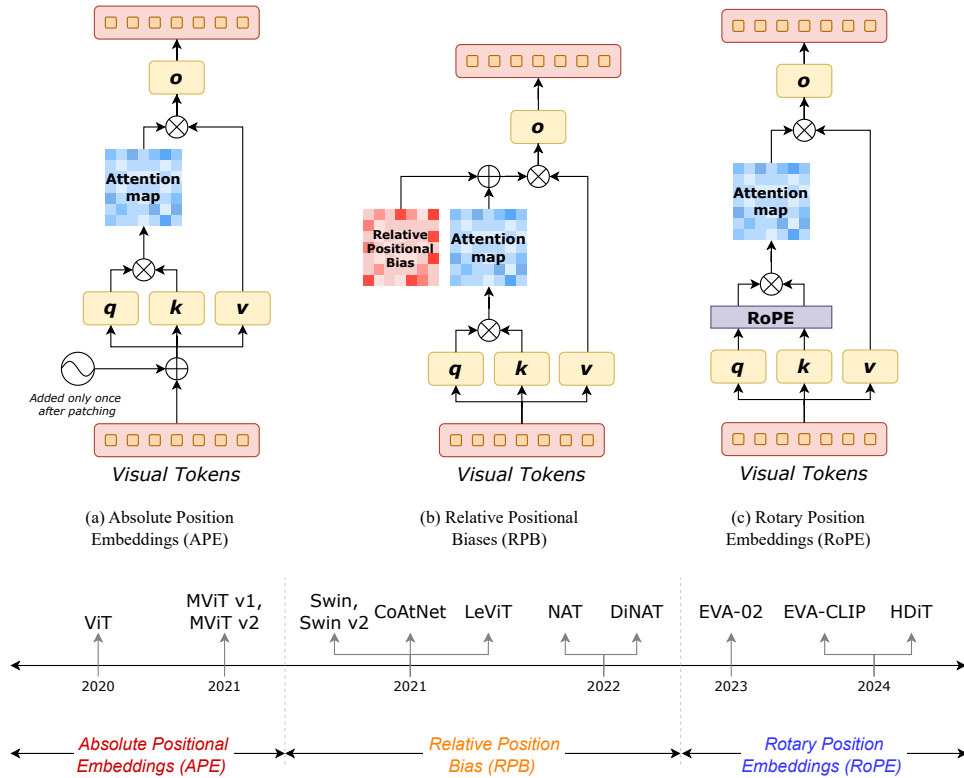 o
Attention
map
q
k
v
Added only once
after patching
Visual Tokens
(a) Absolute Position
Embeddings (APE)
o
Relative
Positional
Bias
Attention
map
q
k
v
Visual Tokens
(b) Relative Positional
Biases (RPB)
o
Attention
map
RoPE
q
k
v
Visual Tokens
(c) Rotary Position
Embeddings (RoPE)
ViT
MViT v1,
MViT v2
Swin,
Swin v2
CoAtNet
LeViT
NAT
DiNAT
EVA-02
EVA-CLIP
HDiT
2020
2021
2021
2022
2023
2024
Absolute Positional
Embeddings (APE)
Relative Position
Bias (RPB)
Rotary Position
Embeddings (RoPE)